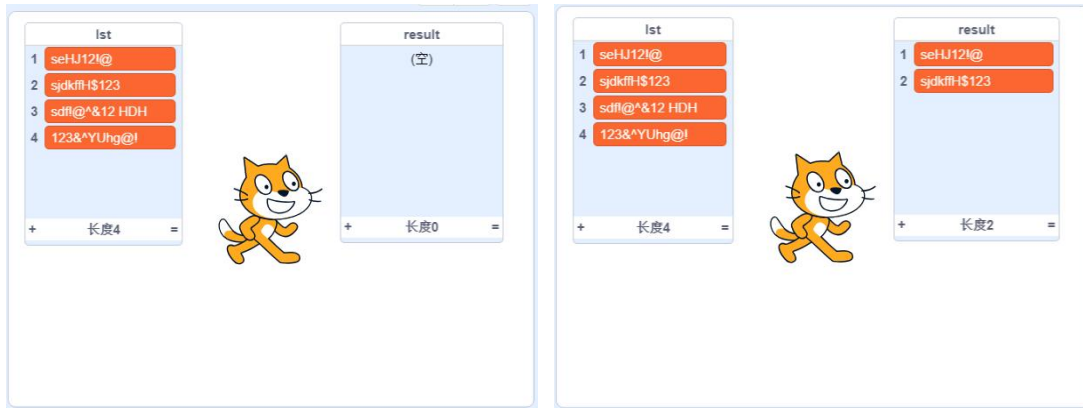 lst
1 seHJ12!@
2 sjdkffH$123
3 sdf!@^&12 HDH
4 123&^YUhg@!
+ 长度4 =
result
(空)
+ 长度0 =
lst
1 seHJ12!@
2 sjdkffH$123
3 sdf!@^&12 HDH
4 123&^YUhg@!
+ 长度4 =
result
1 seHJ12!@
2 sjdkffH$123
+ 长度2 =